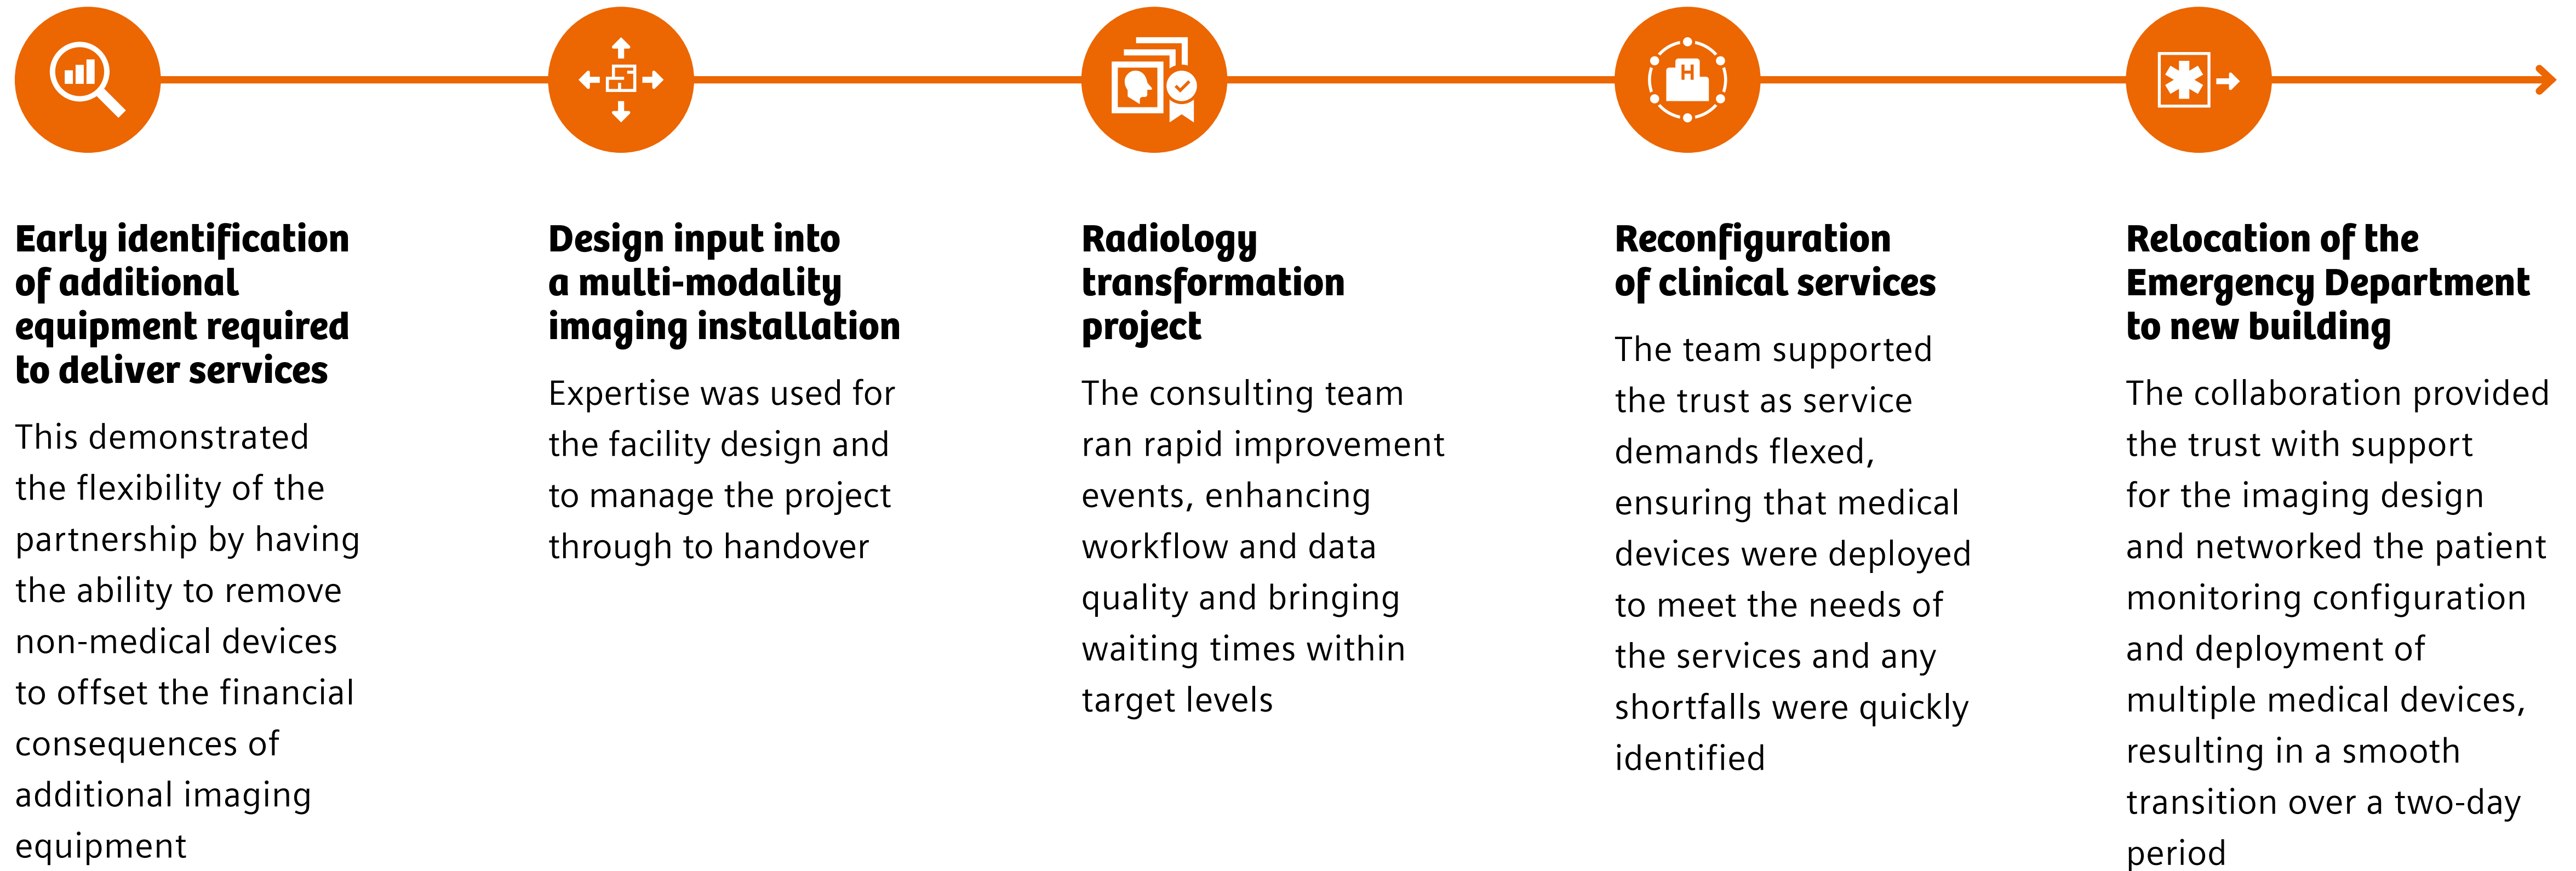 H
Early identification
of additional
equipment required
to deliver services
This demonstrated
the flexibility of the
partnership by having
the ability to remove
non-medical devices
to offset the financial
consequences of
additional imaging
equipment
Design input into
a multi-modality
imaging installation
Expertise was used for
the facility design and
to manage the project
through to handover
Radiology
transformation
project
The consulting team
ran rapid improvement
events, enhancing
workflow and data
quality and bringing
waiting times within
target levels
Reconfiguration
of clinical services
The team supported
the trust as service
demands flexed,
ensuring that medical
devices were deployed
to meet the needs of
the services and any
shortfalls were quickly
identified
Relocation of the
Emergency Department
to new building
The collaboration provided
the trust with support
for the imaging design
and networked the patient
monitoring configuration
and deployment of
multiple medical devices,
resulting in a smooth
transition over a two-day
period